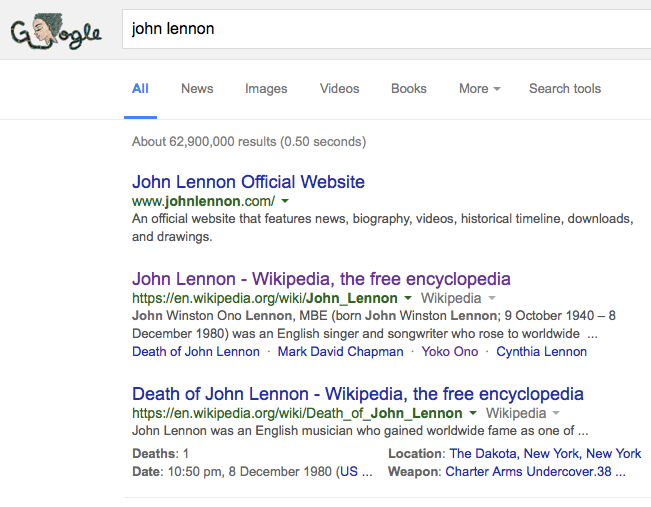 Google
john lennon
All News Images Videos Books More Search tools
About 62,900,000 results (0.50 seconds)
John Lennon Official Website
www.johnlennon.com/
An official website that features news, biography, videos, historical timeline, downloads,
and drawings.
John Lennon - Wikipedia, the free encyclopedia
https://en.wikipedia.org/wiki/John_Lennon Wikipedia
John Winston Ono Lennon, MBE (born John Winston Lennon; 9 October 1940 – 8
December 1980) was an English singer and songwriter who rose to worldwide ...
Death of John Lennon · Mark David Chapman · Yoko Ono · Cynthia Lennon
Death of John Lennon - Wikipedia, the free encyclopedia
https://en.wikipedia.org/wiki/Death_of_John_Lennon Wikipedia
John Lennon was an English musician who gained worldwide fame as one of ...
Deaths: 1 Location: The Dakota, New York, New York
Date: 10:50 pm, 8 December 1980 (US ... Weapon: Charter Arms Undercover.38 ...